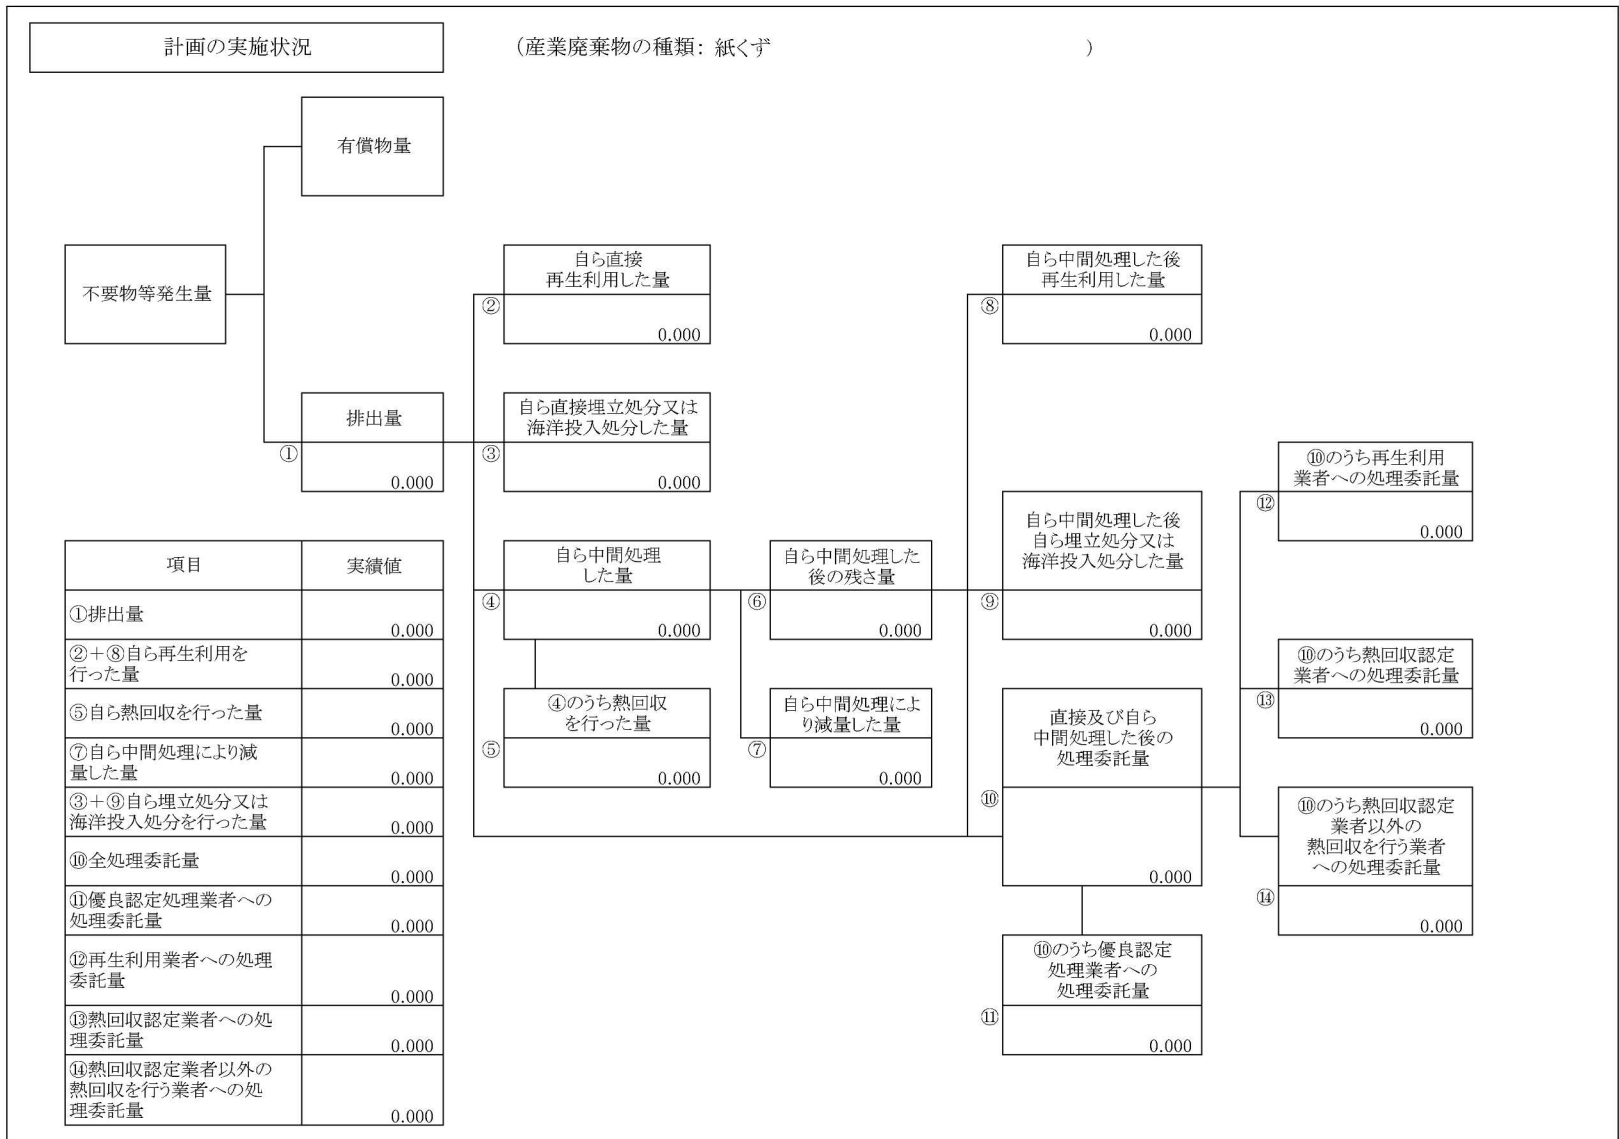 計画の実施状況
(産業廃棄物の種類: 紙くず )
有償物量
不要物等発生量
排出量
①
0.000
自ら直接
再生利用した量
②
0.000
自ら直接埋立処分又は
海洋投入処分した量
③
0.000
自ら中間処理
した量
④
0.000
④のうち熱回収
を行った量
⑤
0.000
自ら中間処理した
後の残さ量
⑥
0.000
自ら中間処理によ
り減量した量
⑦
0.000
自ら中間処理した後
再生利用した量
⑧
0.000
自ら中間処理した後
自ら埋立処分又は
海洋投入処分した量
⑨
0.000
直接及び自ら
中間処理した後の
処理委託量
⑩
0.000
⑩のうち優良認定
処理業者への
処理委託量
⑪
0.000
⑩のうち再生利用
業者への処理委託量
⑫
0.000
⑩のうち熱回収認定
業者への処理委託量
⑬
0.000
⑩のうち熱回収認定
業者以外の
熱回収を行う業者
への処理委託量
⑭
0.000
項目 実績値
①排出量
0.000
②+⑧自ら再生利用を
行った量
0.000
⑤自ら熱回収を行った量
0.000
⑦自ら中間処理により減
量した量
0.000
③+⑨自ら埋立処分又は
海洋投入処分を行った量
0.000
⑩全処理委託量
0.000
⑪優良認定処理業者への
処理委託量
0.000
⑫再生利用業者への処理
委託量
0.000
⑬熱回収認定業者への処
理委託量
0.000
⑭熱回収認定業者以外の
熱回収を行う業者への処
理委託量
0.000